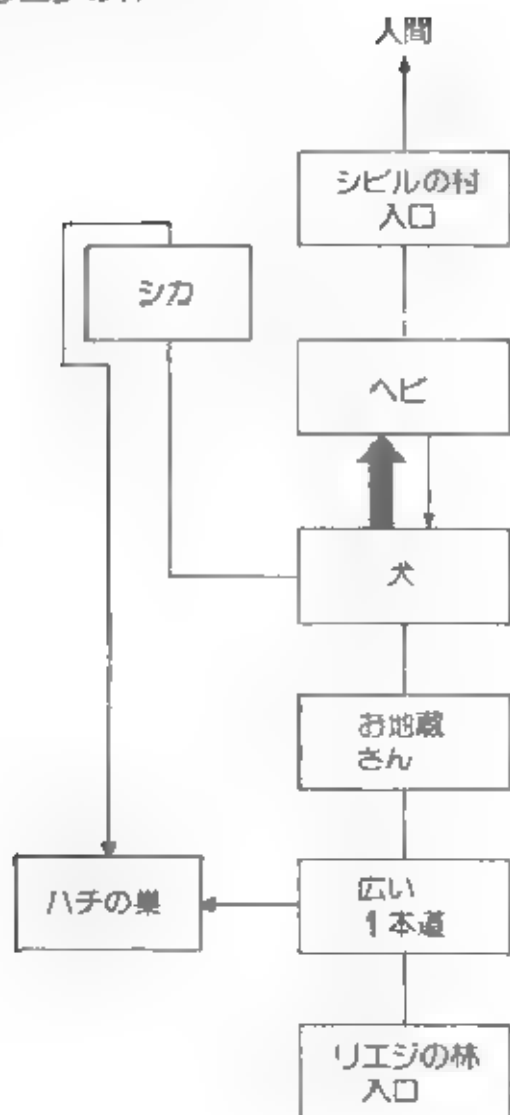 人間
シビルの村
入口
シカ
ヘビ
犬
お地蔵
さん
ハチの巣
広い
1本道
リエジの林
入口